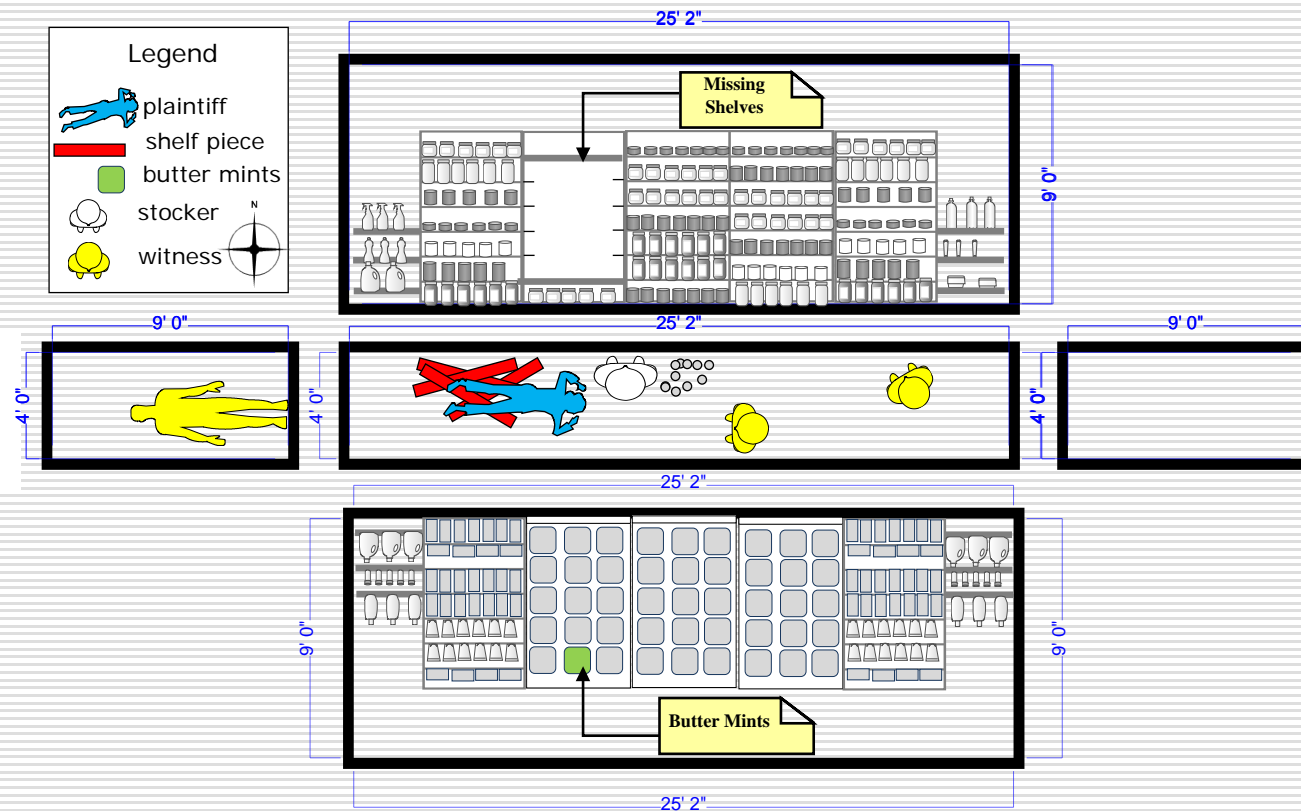 25' 2"
Legend
plaintiff
shelf piece
butter mints
stocker
N
witness
Missing
Shelves
9' 0"
9' 0"
25' 2"
9' 0"
4' 0"
4' 0"
4' 0"
25' 2"
9' 0"
9' 0"
Butter Mints
25' 2"